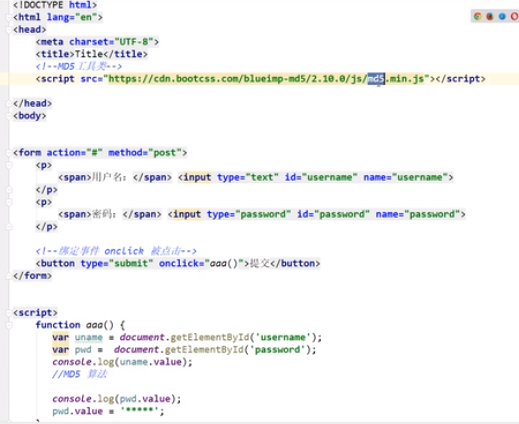 <!DOCTYPE html>
<html lang="en">
<head>
<meta charset="UTF-8">
<title>Title</title>
<!--MD5工具类-->
<script src="https://cdn.bootcss.com/blueimp-md5/2.10.0/js/md5.min.js"></script>
</head>
<body>
<form action="#" method="post">
<p>
<span>用户名：</span> <input type="text" id="username" name="username">
</p>
<p>
<span>密码：</span> <input type="password" id="password" name="password">
</p>
<!--绑定事件 onclick 被点击-->
<button type="submit" onclick="aaa()">提交</button>
</form>
<script>
function aaa() {
var uname = document.getElementById('username');
var pwd = document.getElementById('password');
console.log(uname.value);
//MD5 算法
console.log(pwd.value);
pwd.value = '*****';